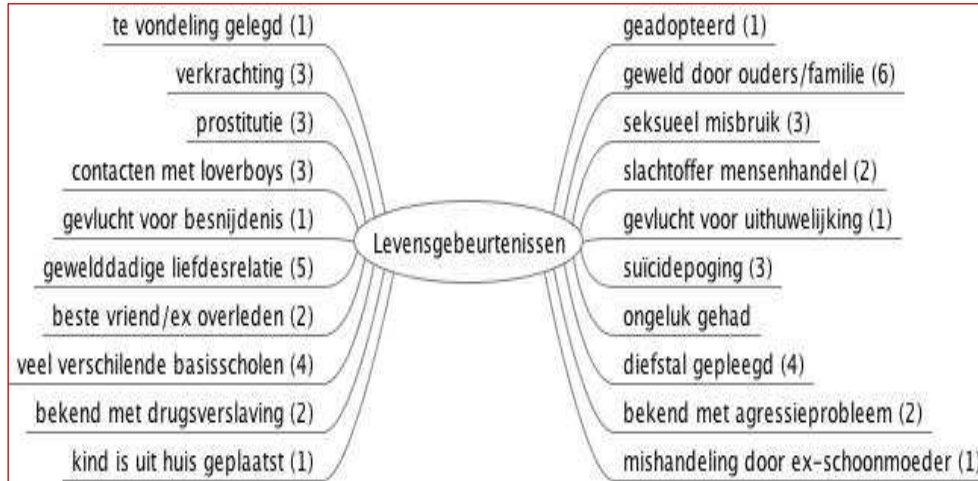 te vondeling gelegd (1)
verkrachting (3)
prostitutie (3)
contacten met loverboys (3)
gevlucht voor besnijdenis (1)
gewelddadige liefdesrelatie (5)
beste vriend/ex overleden (2)
veel verschilende basisscholen (4)
bekend met drugsverslaving (2)
kind is uit huis geplaatst (1)
Levensgebeurtenissen
geadopteerd (1)
geweld door ouders/familie (6)
seksueel misbruik (3)
slachtoffer mensenhandel (2)
gevlucht voor uithuwelijking (1)
suïcidepoging (3)
ongeluk gehad
diefstal gepleegd (4)
bekend met agressieprobleem (2)
mishandeling door ex-schoonmoeder (1)